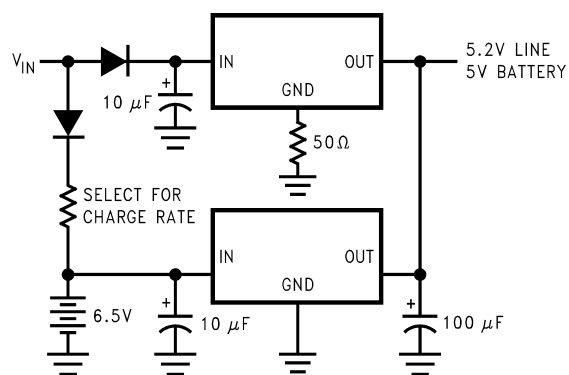 VIN
IN
OUT
GND
5.2V LINE
5V BATTERY
+
10 μF
50Ω
SELECT FOR
CHARGE RATE
IN
OUT
GND
6.5V
+
10 μF
+
100 μF